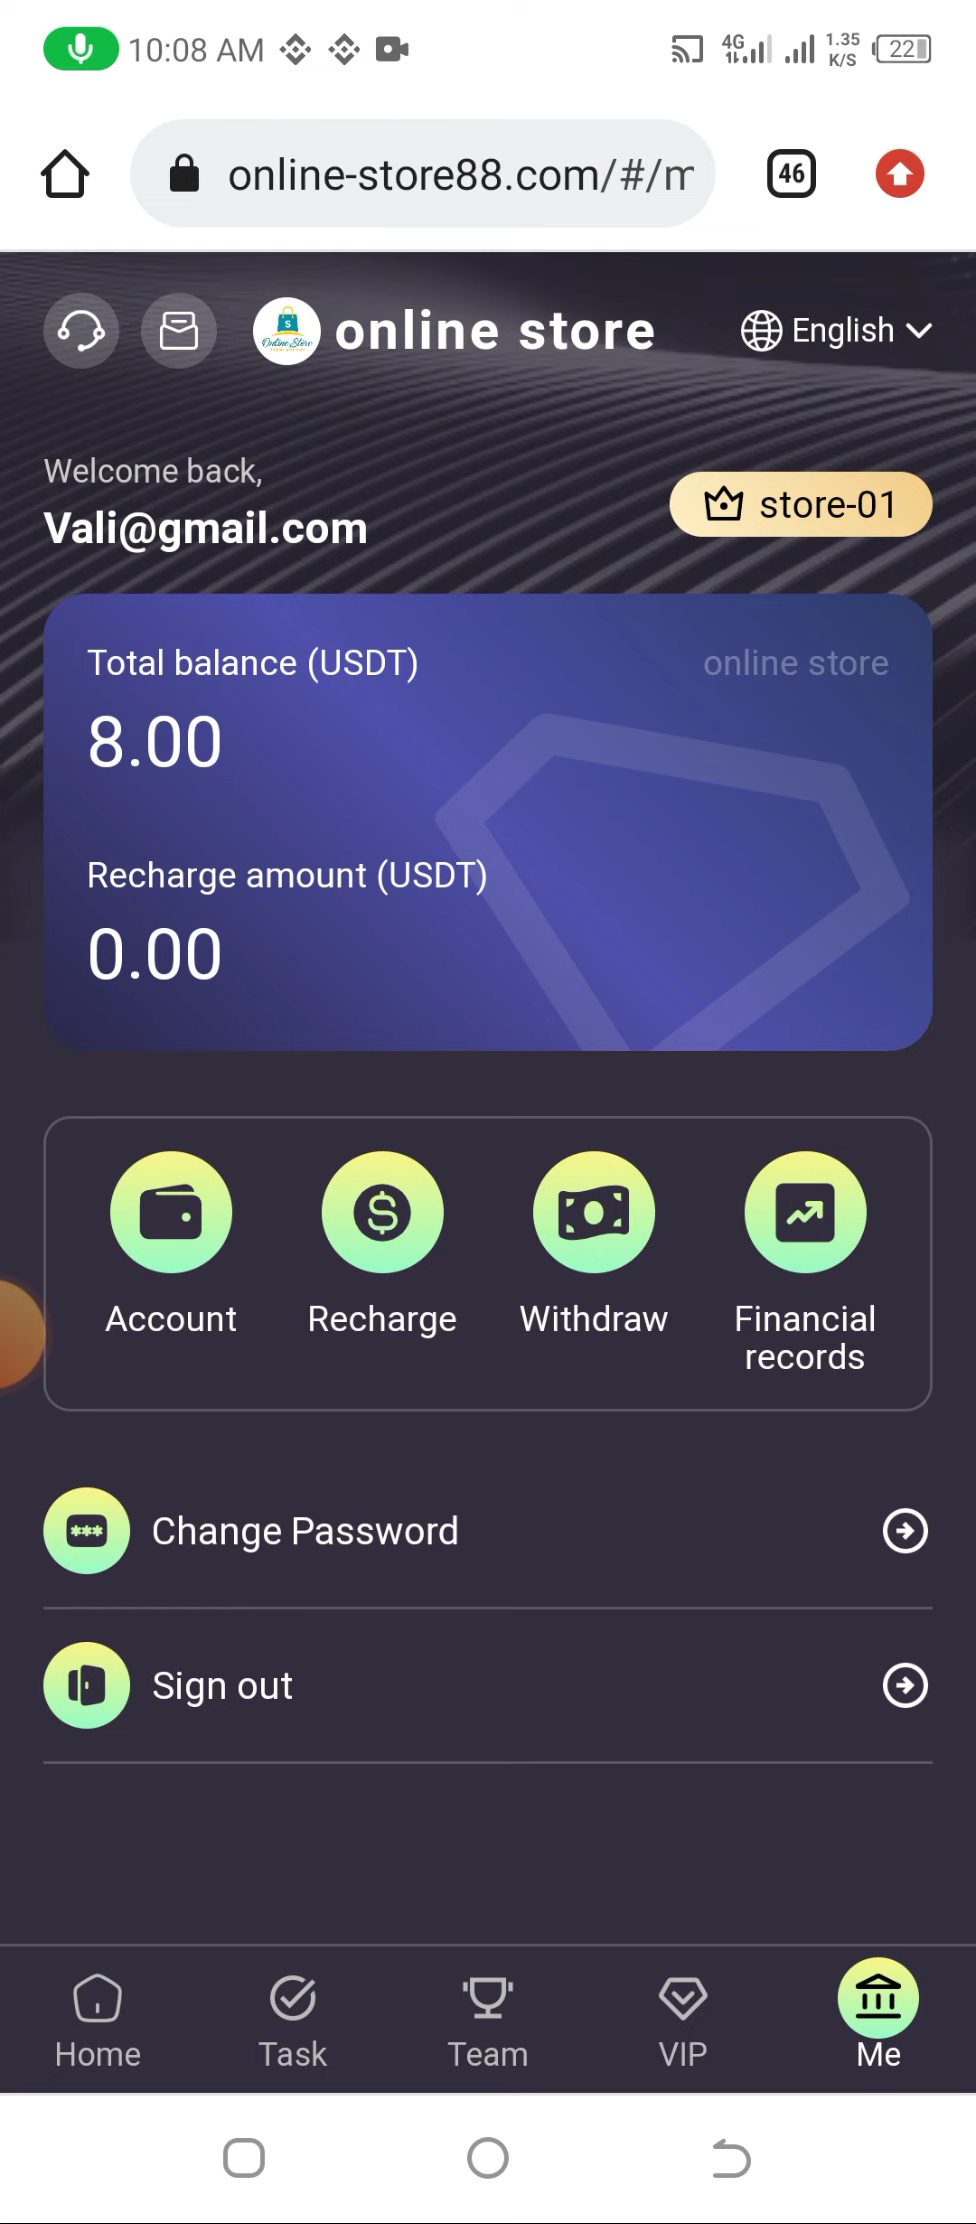 10:08 AM
4G
1.35
K/S
22
online-store88.com/#/m
46
online store
English
Welcome back,
Vali@gmail.com
store-01
Total balance (USDT)
online store
8.00
Recharge amount (USDT)
0.00
Account
Recharge
Withdraw
Financial
records
Change Password
Sign out
Home
Task
Team
VIP
Me